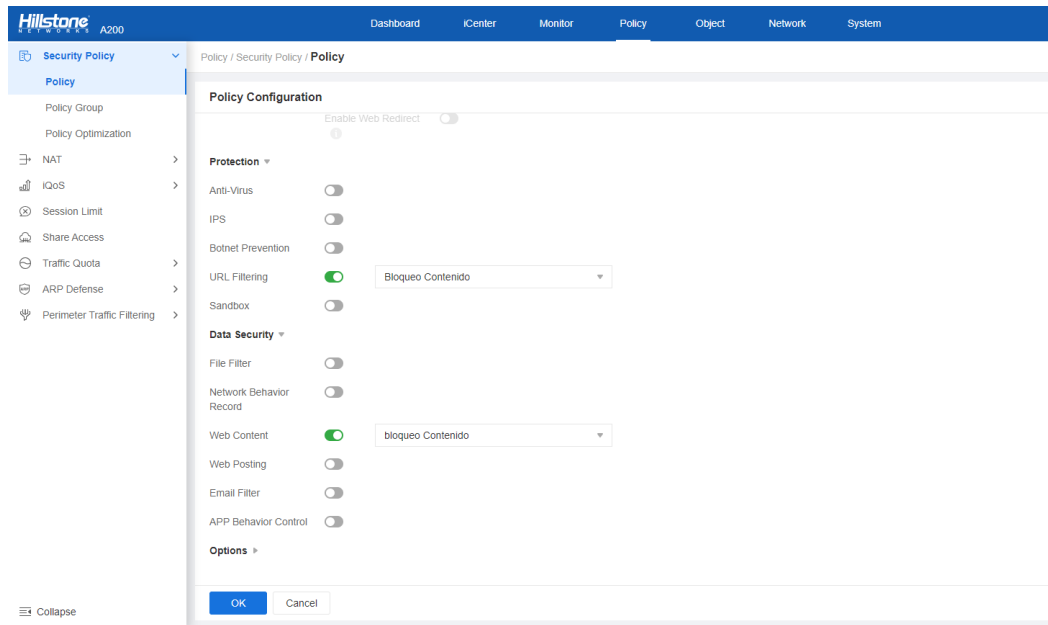 Hillstone
NETWORKS A200
Dashboard iCenter Monitor Policy Object Network System
Security Policy
Policy
Policy Group
Policy Optimization
NAT
iQoS
Session Limit
Share Access
Traffic Quota
ARP Defense
Perimeter Traffic Filtering
Collapse
Policy / Security Policy / Policy
Policy Configuration
Enable Web Redirect
Protection
Anti-Virus
IPS
Botnet Prevention
URL Filtering Bloqueo Contenido
Sandbox
Data Security
File Filter
Network Behavior
Record
Web Content bloqueo Contenido
Web Posting
Email Filter
APP Behavior Control
Options
OK Cancel